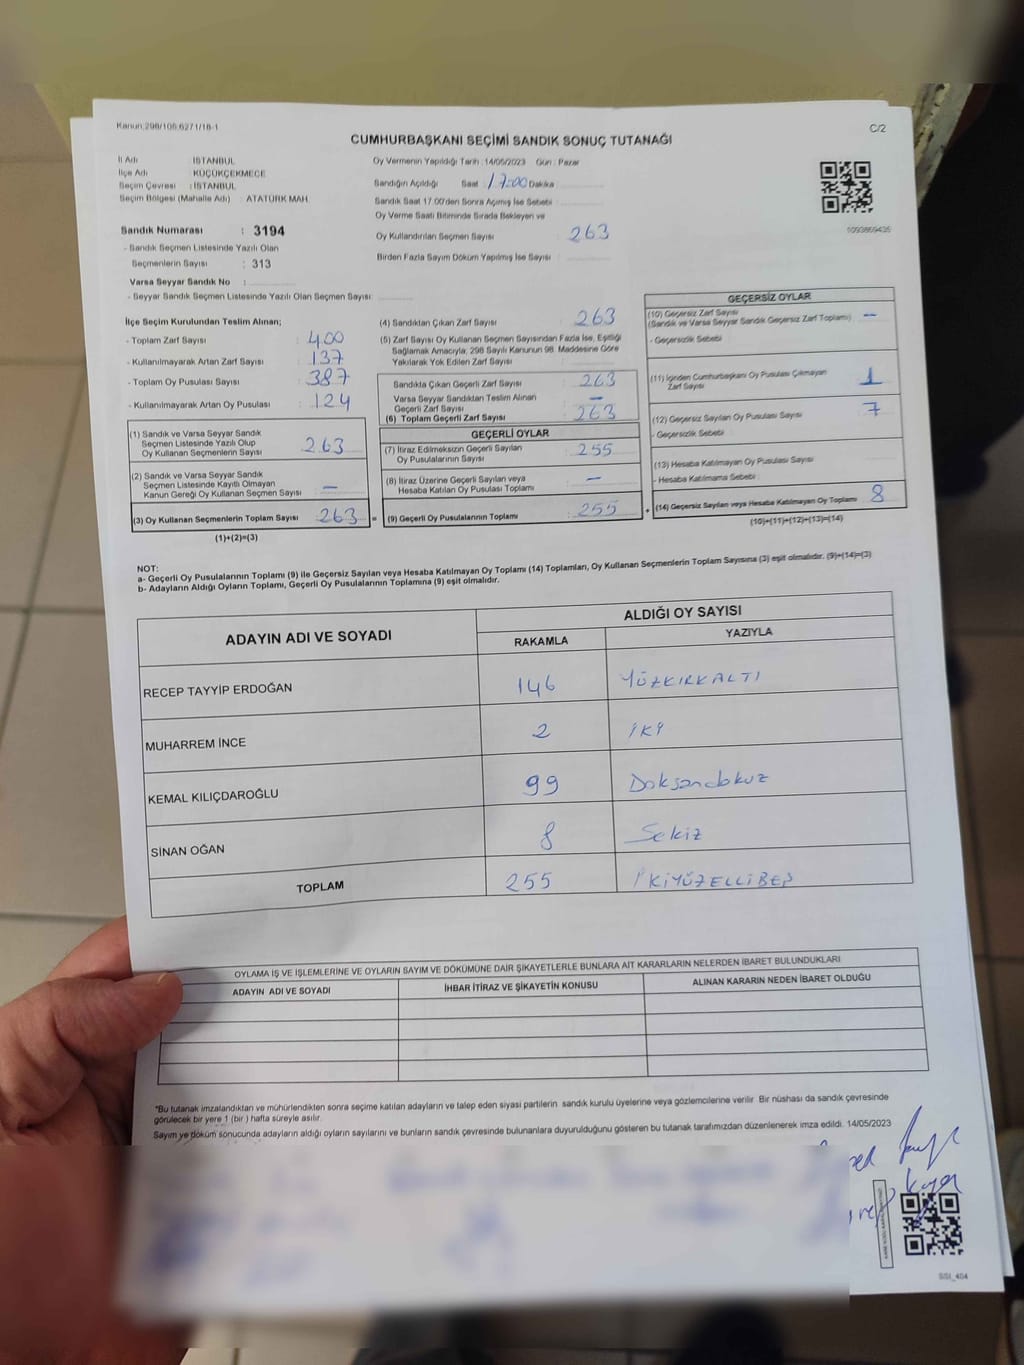 Kanun:298/106;6271/18-1
C/2
CUMHURBAŞKANI SEÇİMİ SANDIK SONUÇ TUTANAĞI
İl Adı : İSTANBUL
İlçe Adı : KÜÇÜKÇEKMECE
Seçim Çevresi : İSTANBUL
Seçim Bölgesi (Mahalle Adı) : ATATÜRK MAH.
Oy Vermenin Yapıldığı Tarih : 14/05/2023 Gün : Pazar
Sandığın Açıldığı Saat : 17:00 Dakika
Sandık Saat 17.00'den Sonra Açımış İse Sebebi :
Oy Verme Saati Bitiminde Sırada Bekleyen ve
Oy Kullandırılan Seçmen Sayısı : 263
Birden Fazla Sayım Döküm Yapılmış İse Sayısı :
1093869435
Sandık Numarası : 3194
- Sandık Seçmen Listesinde Yazılı Olan
Seçmenlerin Sayısı : 313
Varsa Seyyar Sandık No :
- Seyyar Sandık Seçmen Listesinde Yazılı Olan Seçmen Sayısı:
İlçe Seçim Kurulundan Teslim Alınan;
- Toplam Zarf Sayısı : 400
- Kullanılmayarak Artan Zarf Sayısı : 137
- Toplam Oy Pusulası Sayısı : 387
- Kullanılmayarak Artan Oy Pusulası : 124
(1) Sandık ve Varsa Seyyar Sandık
Seçmen Listesinde Yazılı Olup
Oy Kullanan Seçmenlerin Sayısı : 263
(2) Sandık ve Varsa Seyyar Sandık
Seçmen Listesinde Kayıtlı Olmayan
Kanun Gereği Oy Kullanan Seçmen Sayısı : –
(3) Oy Kullanan Seçmenlerin Toplam Sayısı : 263
(1)+(2)=(3)
(4) Sandıktan Çıkan Zarf Sayısı : 263
(5) Zarf Sayısı Oy Kullanan Seçmen Sayısından Fazla İse, Eşitliği
Sağlamak Amacıyla; 298 Sayılı Kanunun 98. Maddesine Göre
Yakılarak Yok Edilen Zarf Sayısı :
Sandıkta Çıkan Geçerli Zarf Sayısı : 263
Varsa Seyyar Sandıktan Teslim Alınan
Geçerli Zarf Sayısı : –
(6) Toplam Geçerli Zarf Sayısı : 263
GEÇERLİ OYLAR
(7) İtiraz Edilmeksizin Geçerli Sayılan
Oy Pusulalarının Sayısı : 255
(8) İtiraz Üzerine Geçerli Sayılan veya
Hesaba Katılan Oy Pusulası Toplamı : –
(9) Geçerli Oy Pusulalarının Toplamı : 255
GEÇERSİZ OYLAR
(10) Geçersiz Zarf Sayısı
(Sandık ve Varsa Seyyar Sandık Geçersiz Zarf Toplamı) : –
- Geçersizlik Sebebi :
(11) İçinden Cumhurbaşkanı Oy Pusulası Çıkmayan
Zarf Sayısı : 1
(12) Geçersiz Sayılan Oy Pusulası Sayısı : 7
- Geçersizlik Sebebi :
(13) Hesaba Katılmayan Oy Pusulası Sayısı :
- Hesaba Katılmama Sebebi :
(14) Geçersiz Sayılan veya Hesaba Katılmayan Oy Toplamı : 8
(10)+(11)+(12)+(13)=(14)
NOT:
a- Geçerli Oy Pusulalarının Toplamı (9) ile Geçersiz Sayılan veya Hesaba Katılmayan Oy Toplamı (14) Toplamları, Oy Kullanan Seçmenlerin Toplam Sayısına (3) eşit olmalıdır. (9)+(14)=(3)
b- Adayların Aldığı Oyların Toplamı, Geçerli Oy Pusulalarının Toplamına (9) eşit olmalıdır.
ADAYIN ADI VE SOYADI
ALDIĞI OY SAYISI
RAKAMLA YAZIYLA
RECEP TAYYİP ERDOĞAN 146 YÜZKIRKALTI
MUHARREM İNCE 2 İKİ
KEMAL KILIÇDAROĞLU 99 Doksandokuz
SİNAN OĞAN 8 Sekiz
TOPLAM 255 İKİYÜZELLİBEŞ
OYLAMA İŞ VE İŞLEMLERİNE VE OYLARIN SAYIM VE DÖKÜMÜNE DAİR ŞİKAYETLERLE BUNLARA AİT KARARLARIN NELERDEN İBARET BULUNDUKLARI
ADAYIN ADI VE SOYADI İHBAR İTİRAZ VE ŞİKAYETİN KONUSU ALINAN KARARIN NEDEN İBARET OLDUĞU
*Bu tutanak imzalandıktan ve mühürlendikten sonra seçime katılan adayların ve talep eden siyasi partilerin sandık kurulu üyelerine veya gözlemcilerine verilir. Bir nüshası da sandık çevresinde
görülecek bir yere 1 (bir) hafta süreyle asılır.
Sayım ve döküm sonucunda adayların aldığı oyların sayılarını ve bunların sandık çevresinde bulunanlara duyurulduğunu gösteren bu tutanak tarafımızdan düzenlenerek imza edildi. 14/05/2023
SSI_404